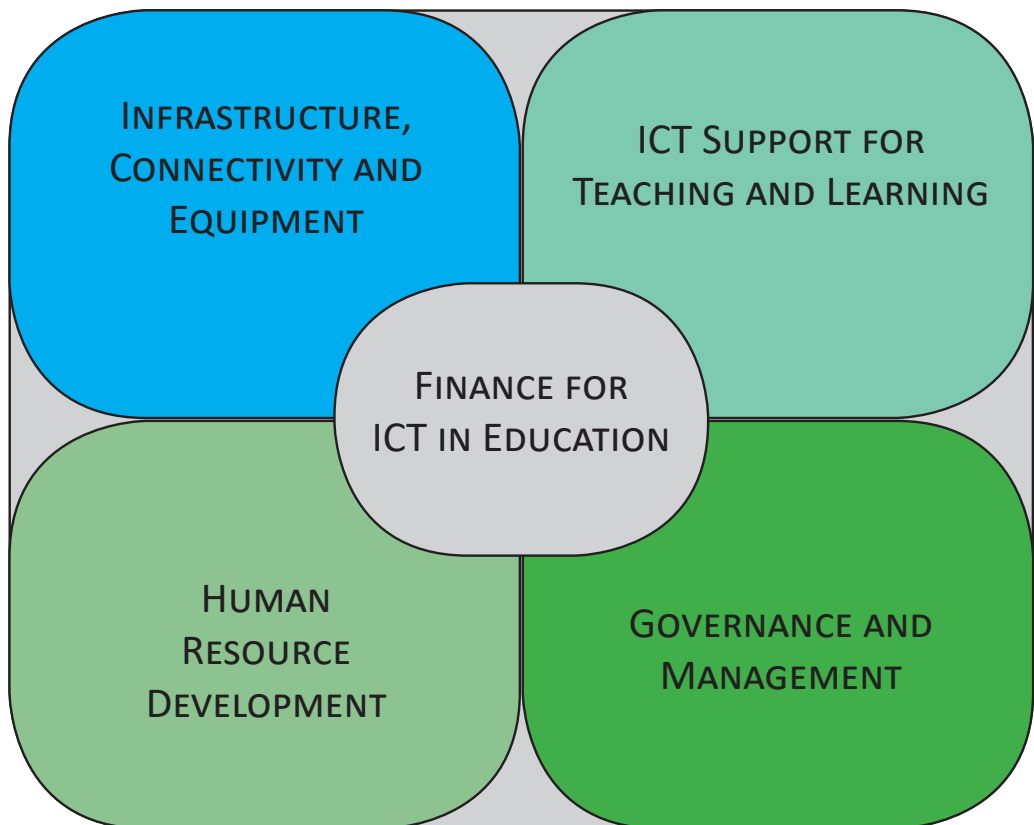 Infrastructure,
Connectivity and
Equipment
ICT Support for
Teaching and Learning
Finance for
ICT in Education
Human
Resource
Development
Governance and
Management